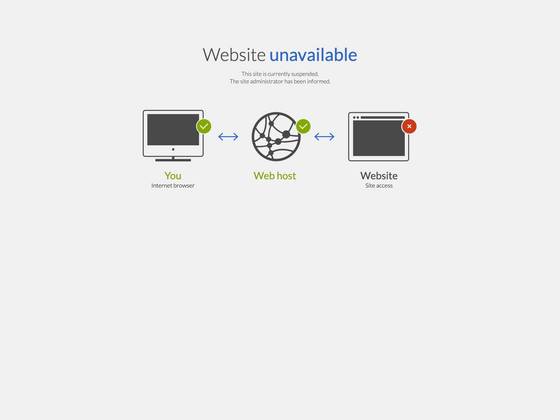 Website unavailable
This site is currently suspended.
The site administrator has been informed.
You
Internet browser
Web host
Website
Site access